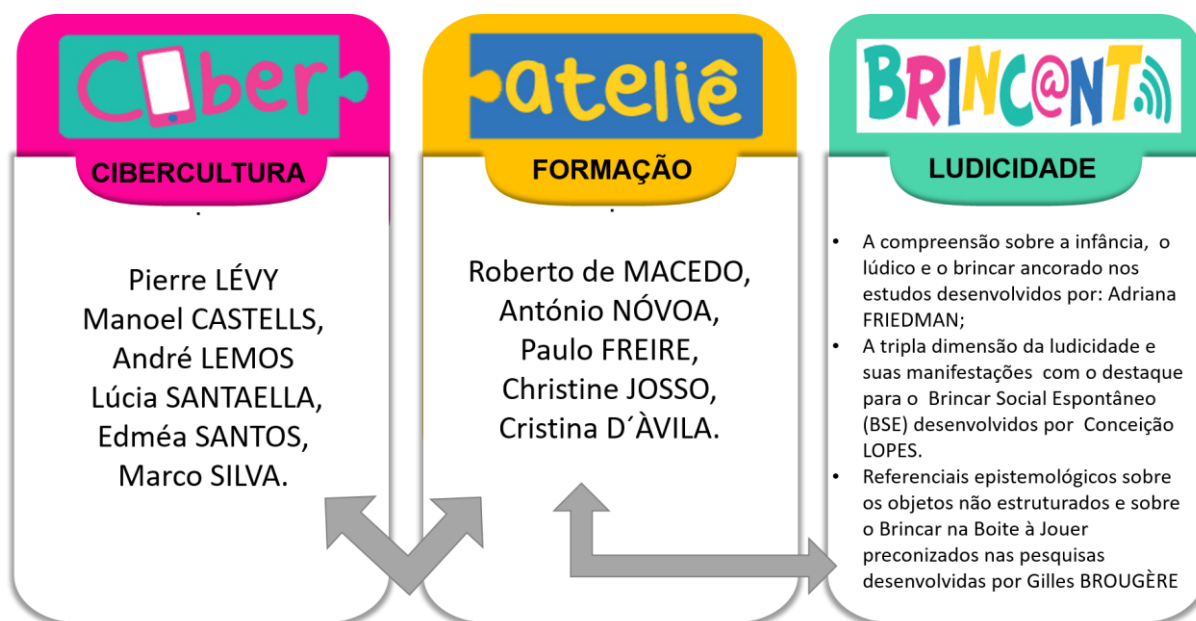 Ciber
CIBERCULTURA
.
Pierre LÉVY
Manoel CASTELLS,
André LEMOS
Lúcia SANTAELLA,
Edméa SANTOS,
Marco SILVA.
ateliê
FORMAÇÃO
.
Roberto de MACEDO,
António NÓVOA,
Paulo FREIRE,
Christine JOSSO,
Cristina D´ÀVILA.
BRINC@NT
LUDICIDADE
• A compreensão sobre a infância, o
lúdico e o brincar ancorado nos
estudos desenvolvidos por: Adriana
FRIEDMAN;
• A tripla dimensão da ludicidade e
suas manifestações com o destaque
para o Brincar Social Espontâneo
(BSE) desenvolvidos por Conceição
LOPES.
• Referenciais epistemológicos sobre
os objetos não estruturados e sobre
o Brincar na Boite à Jouer
preconizados nas pesquisas
desenvolvidas por Gilles BROUGÈRE